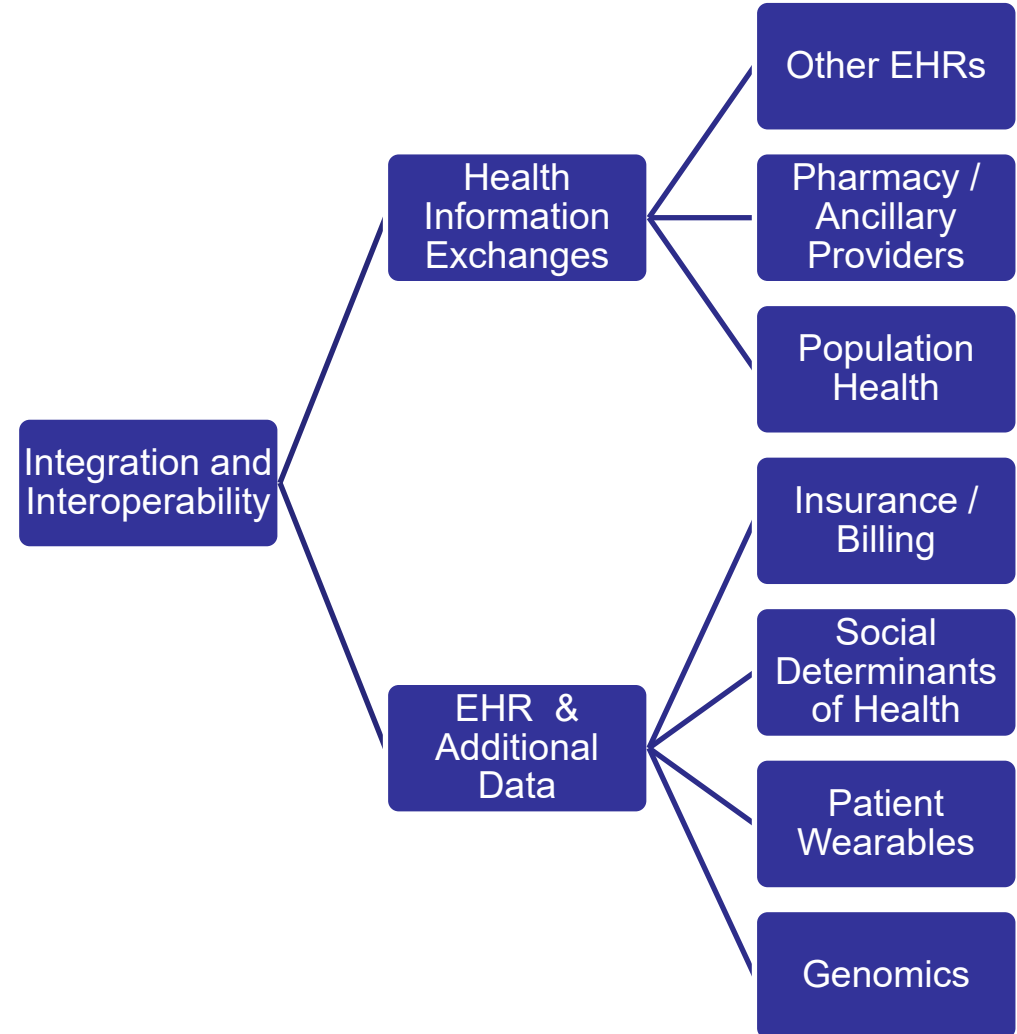 Integration and
Interoperability
Health
Information
Exchanges
Other EHRs
Pharmacy /
Ancillary
Providers
Population
Health
EHR  &
Additional
Data
Insurance /
Billing
Social
Determinants
of Health
Patient
Wearables
Genomics